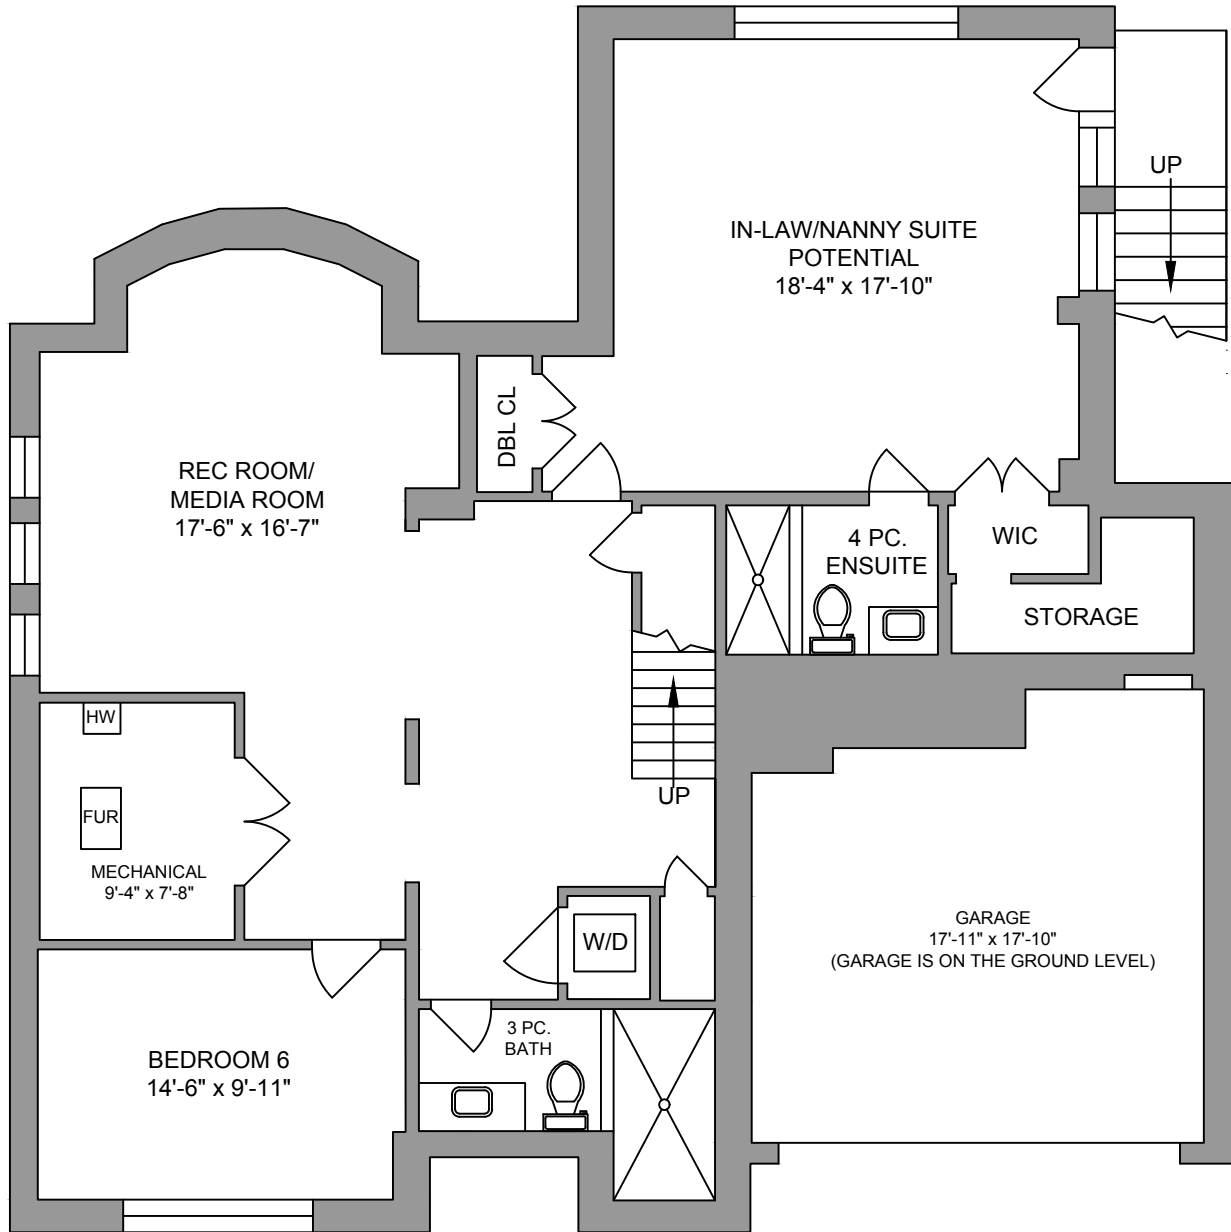 UP
IN-LAW/NANNY SUITE
POTENTIAL
18'-4" x 17'-10"
DBL CL
REC ROOM/
MEDIA ROOM
17'-6" x 16'-7"
4 PC.
ENSUITE
WIC
STORAGE
HW
FUR
MECHANICAL
9'-4" x 7'-8"
UP
W/D
GARAGE
17'-11" x 17'-10"
(GARAGE IS ON THE GROUND LEVEL)
3 PC.
BATH
BEDROOM 6
14'-6" x 9'-11"